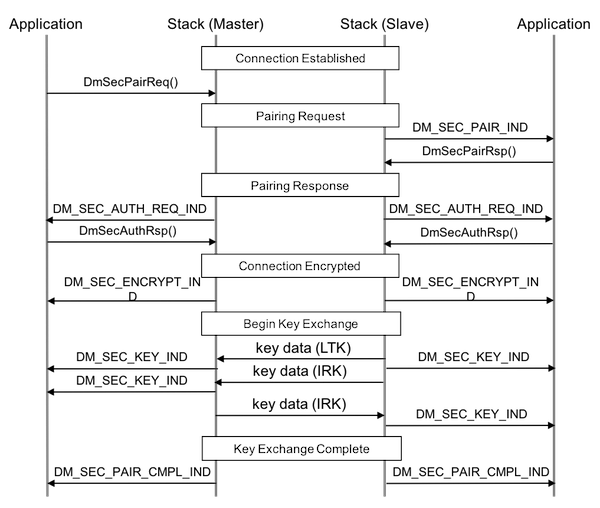 Application Stack (Master) Stack (Slave) Application
Connection Established
DmSecPairReq()
Pairing Request
DM_SEC_PAIR_IND
DmSecPairRsp()
Pairing Response
DM_SEC_AUTH_REQ_IND DM_SEC_AUTH_REQ_IND
DmSecAuthRsp() DmSecAuthRsp()
Connection Encrypted
DM_SEC_ENCRYPT_IN DM_SEC_ENCRYPT_IN
D D
Begin Key Exchange
key data (LTK)
DM_SEC_KEY_IND DM_SEC_KEY_IND
key data (IRK)
DM_SEC_KEY_IND
key data (IRK)
DM_SEC_KEY_IND
Key Exchange Complete
DM_SEC_PAIR_CMPL_IND DM_SEC_PAIR_CMPL_IND